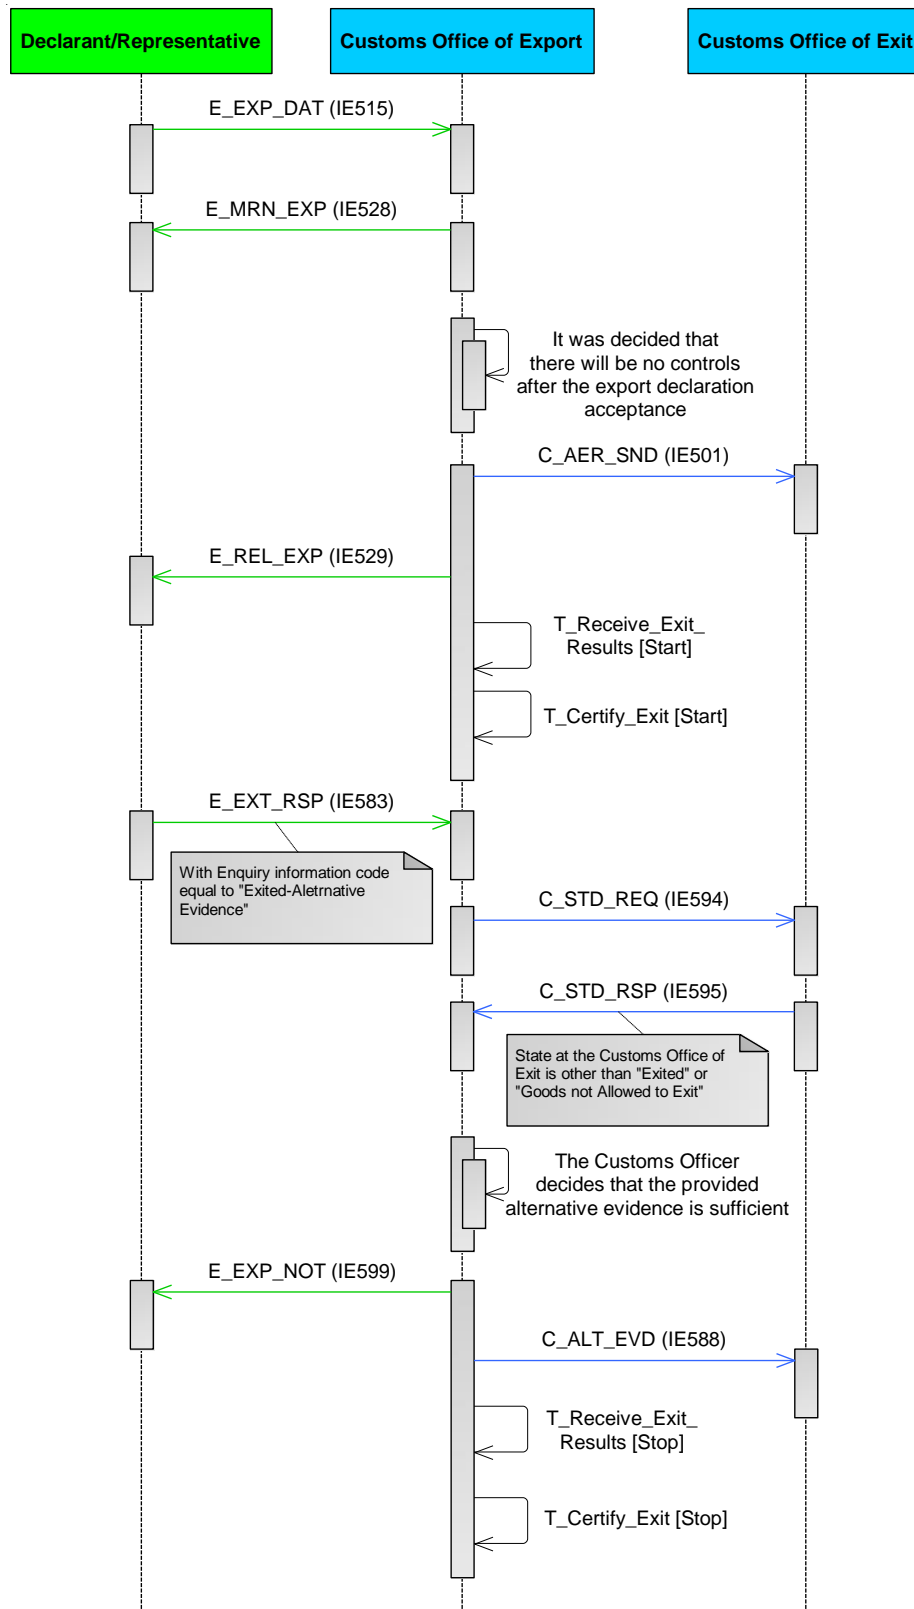 Declarant/Representative
Customs Office of Export
Customs Office of Exit
E_EXP_DAT (IE515)
E_MRN_EXP (IE528)
It was decided that
there will be no controls
after the export declaration
acceptance
C_AER_SND (IE501)
E_REL_EXP (IE529)
T_Receive_Exit_
Results [Start]
T_Certify_Exit [Start]
E_EXT_RSP (IE583)
With Enquiry information code
equal to "Exited-Aletrnative
Evidence"
C_STD_REQ (IE594)
C_STD_RSP (IE595)
State at the Customs Office of
Exit is other than "Exited" or
"Goods not Allowed to Exit"
The Customs Officer
decides that the provided
alternative evidence is sufficient
E_EXP_NOT (IE599)
C_ALT_EVD (IE588)
T_Receive_Exit_
Results [Stop]
T_Certify_Exit [Stop]